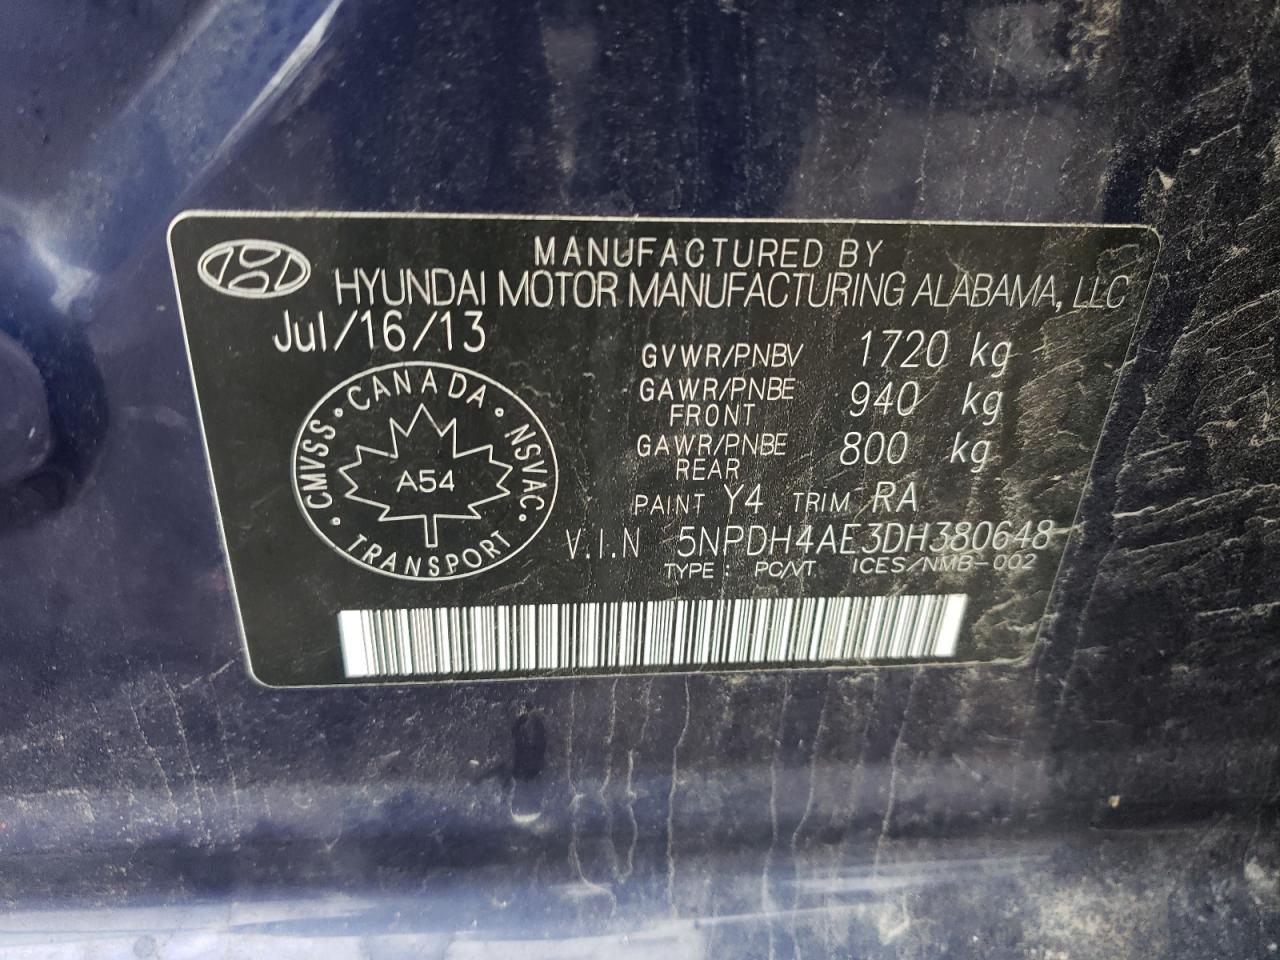 MANUFACTURED BY
HYUNDAI MOTOR MANUFACTURING ALABAMA, LLC
Jul/16/13
GVWR/PNBV 1720 kg
GAWR/PNBE FRONT 940 kg
GAWR/PNBE REAR 800 kg
PAINT Y4 TRIM RA
V.I.N 5NPDH4AE3DH380648
TYPE : PC/VT ICES/NMB-002
CANADA · NSVAC · TRANSPORT · CMVSS ·
A54